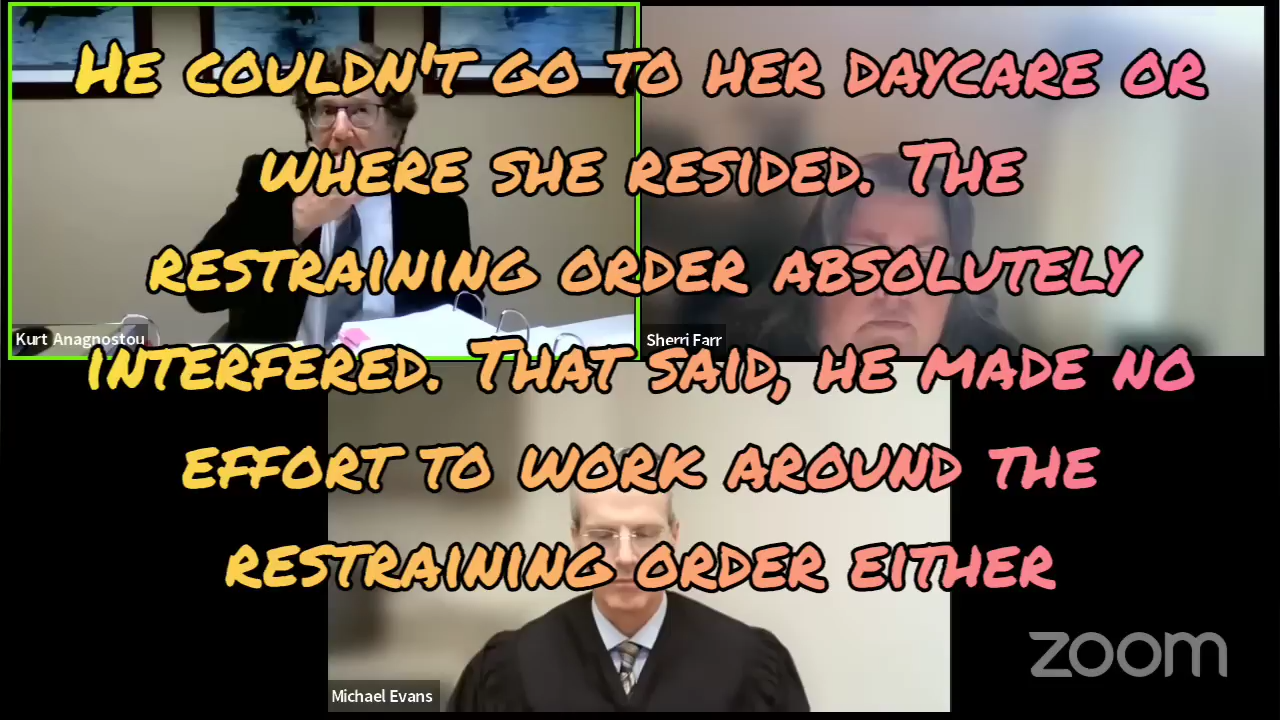 He couldn't go to her daycare or
where she resided. The
restraining order absolutely
Kurt Anagnostou
Sherri Farr
interfered. That said, he made no
effort to work around the
restraining order either
zoom
Michael Evans